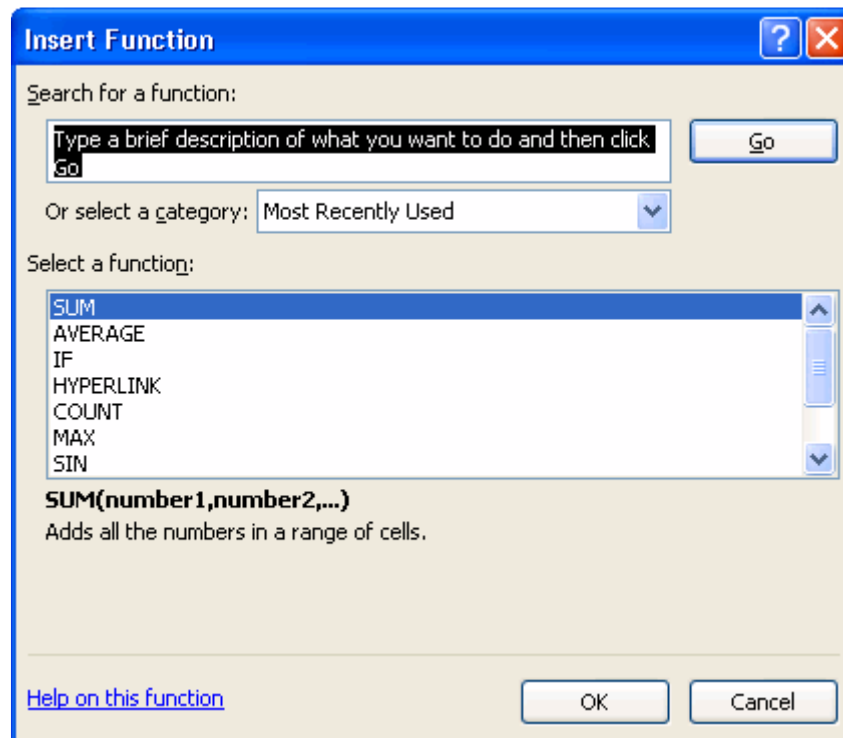 Insert Function
Search for a function:
Type a brief description of what you want to do and then click
Go
Go
Or select a category: Most Recently Used
Select a function:
SUM
AVERAGE
IF
HYPERLINK
COUNT
MAX
SIN
SUM(number1,number2,...)
Adds all the numbers in a range of cells.
Help on this function
OK
Cancel